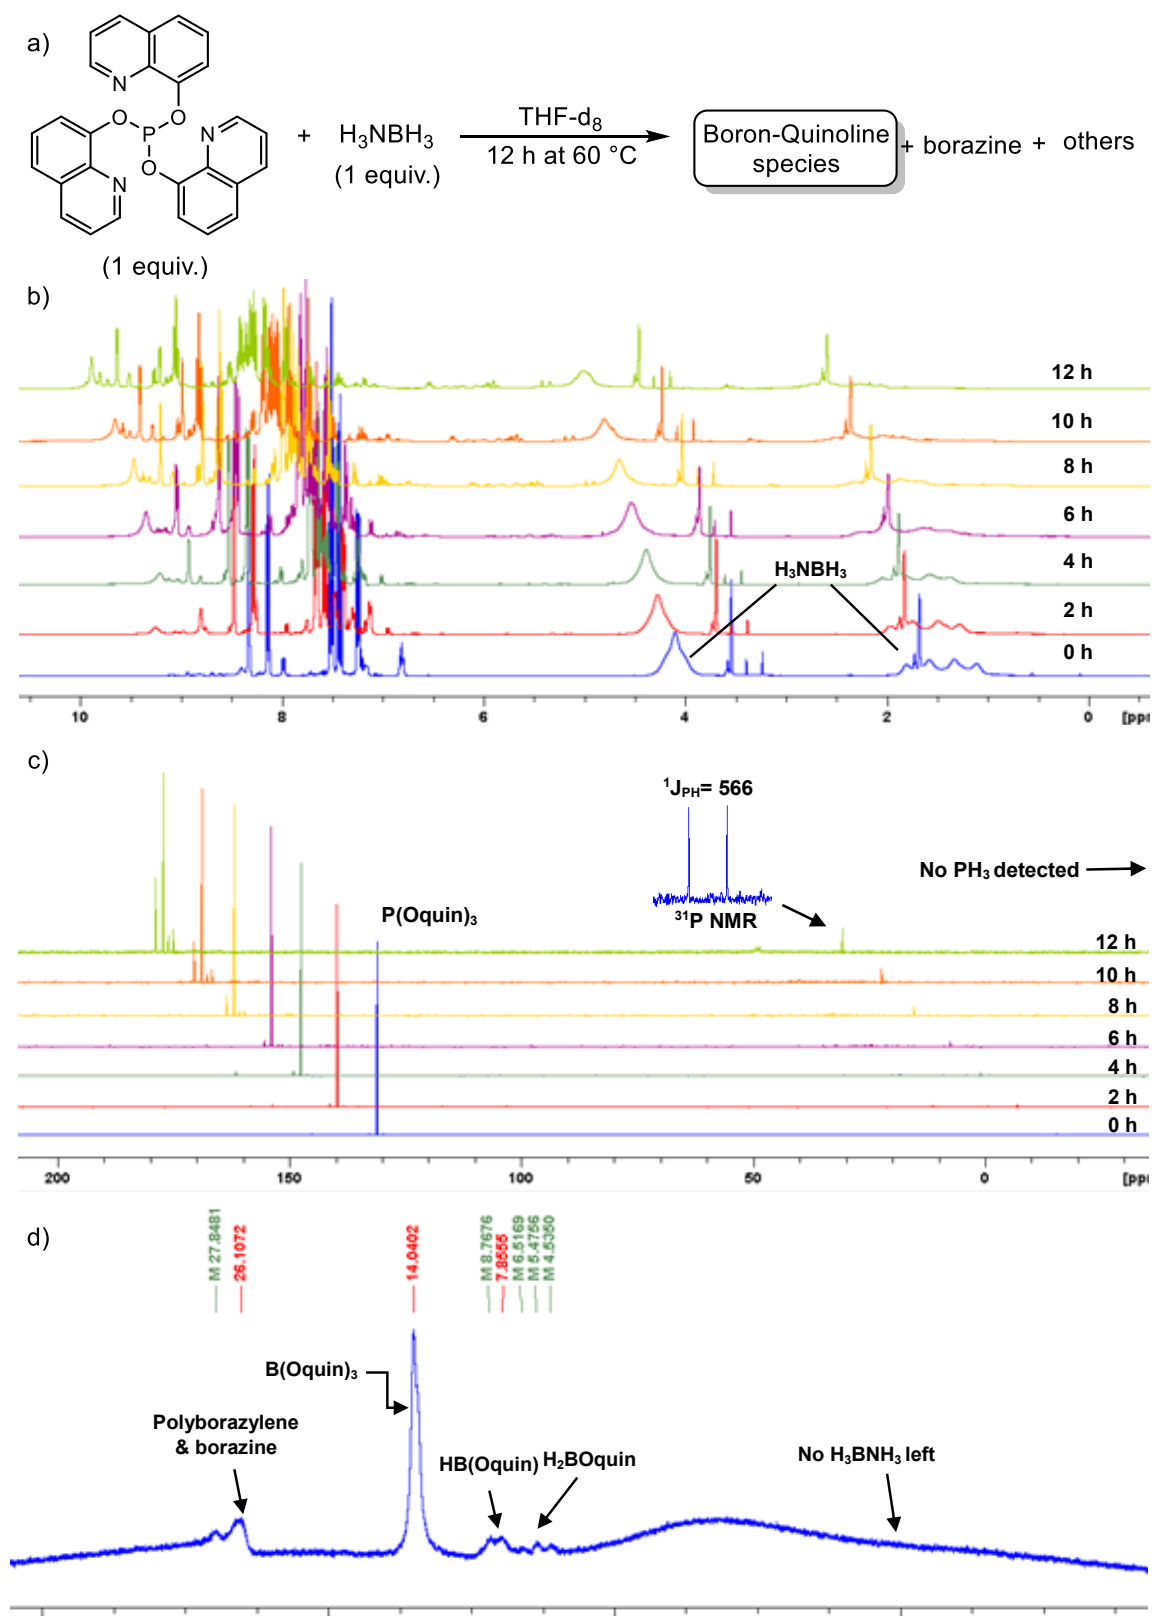 a)
N
O
O
P
N
O
N
(1 equiv.)
+
H₃NBH₃
(1 equiv.)
THF-d₈
12 h at 60 °C
Boron-Quinoline
species
+ borazine + others
b)
12 h
10 h
8 h
6 h
4 h
H₃NBH₃
2 h
0 h
10 8 6 4 2 0 [ppm
c)
¹J_PH= 566
No PH₃ detected
³¹P NMR
P(Oquin)₃
12 h
10 h
8 h
6 h
4 h
2 h
0 h
200 150 100 50 0 [ppm
d)
M 27.8481
26.1072
14.0402
M 8.7676
7.8555
M 6.5169
M 5.4756
M 4.5350
B(Oquin)₃
Polyborazylene
& borazine
HB(Oquin)
H₂BOquin
No H₃BNH₃ left